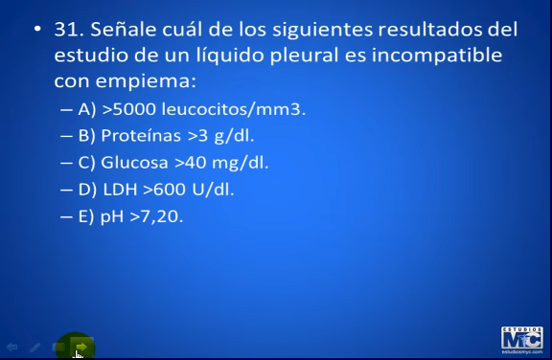 • 31. Señale cuál de los siguientes resultados del
estudio de un líquido pleural es incompatible
con empiema:
– A) >5000 leucocitos/mm3.
– B) Proteínas >3 g/dl.
– C) Glucosa >40 mg/dl.
– D) LDH >600 U/dl.
– E) pH >7,20.
ESTUDIOS
MyC
estudiosmyc.com